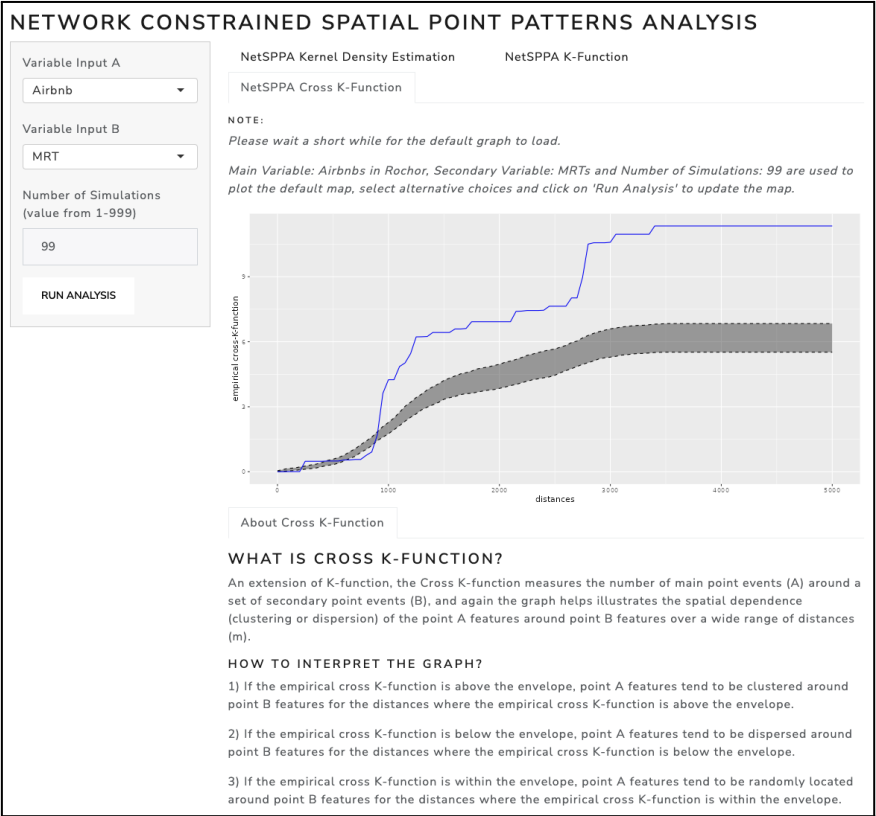 NETWORK CONSTRAINED SPATIAL POINT PATTERNS ANALYSIS
Variable Input A
Airbnb
Variable Input B
MRT
Number of Simulations
(value from 1-999)
99
RUN ANALYSIS
NetSPPA Kernel Density Estimation
NetSPPA K-Function
NetSPPA Cross K-Function
NOTE:
Please wait a short while for the default graph to load.
Main Variable: Airbnbs in Rochor, Secondary Variable: MRTs and Number of Simulations: 99 are used to
plot the default map, select alternative choices and click on 'Run Analysis' to update the map.
empirical cross-K-function
0
1000
2000
3000
4000
5000
distances
About Cross K-Function
WHAT IS CROSS K-FUNCTION?
An extension of K-function, the Cross K-function measures the number of main point events (A) around a
set of secondary point events (B), and again the graph helps illustrates the spatial dependence
(clustering or dispersion) of the point A features around point B features over a wide range of distances
(m).
HOW TO INTERPRET THE GRAPH?
1) If the empirical cross K-function is above the envelope, point A features tend to be clustered around
point B features for the distances where the empirical cross K-function is above the envelope.
2) If the empirical cross K-function is below the envelope, point A features tend to be dispersed around
point B features for the distances where the empirical cross K-function is below the envelope.
3) If the empirical cross K-function is within the envelope, point A features tend to be randomly located
around point B features for the distances where the empirical cross K-function is within the envelope.